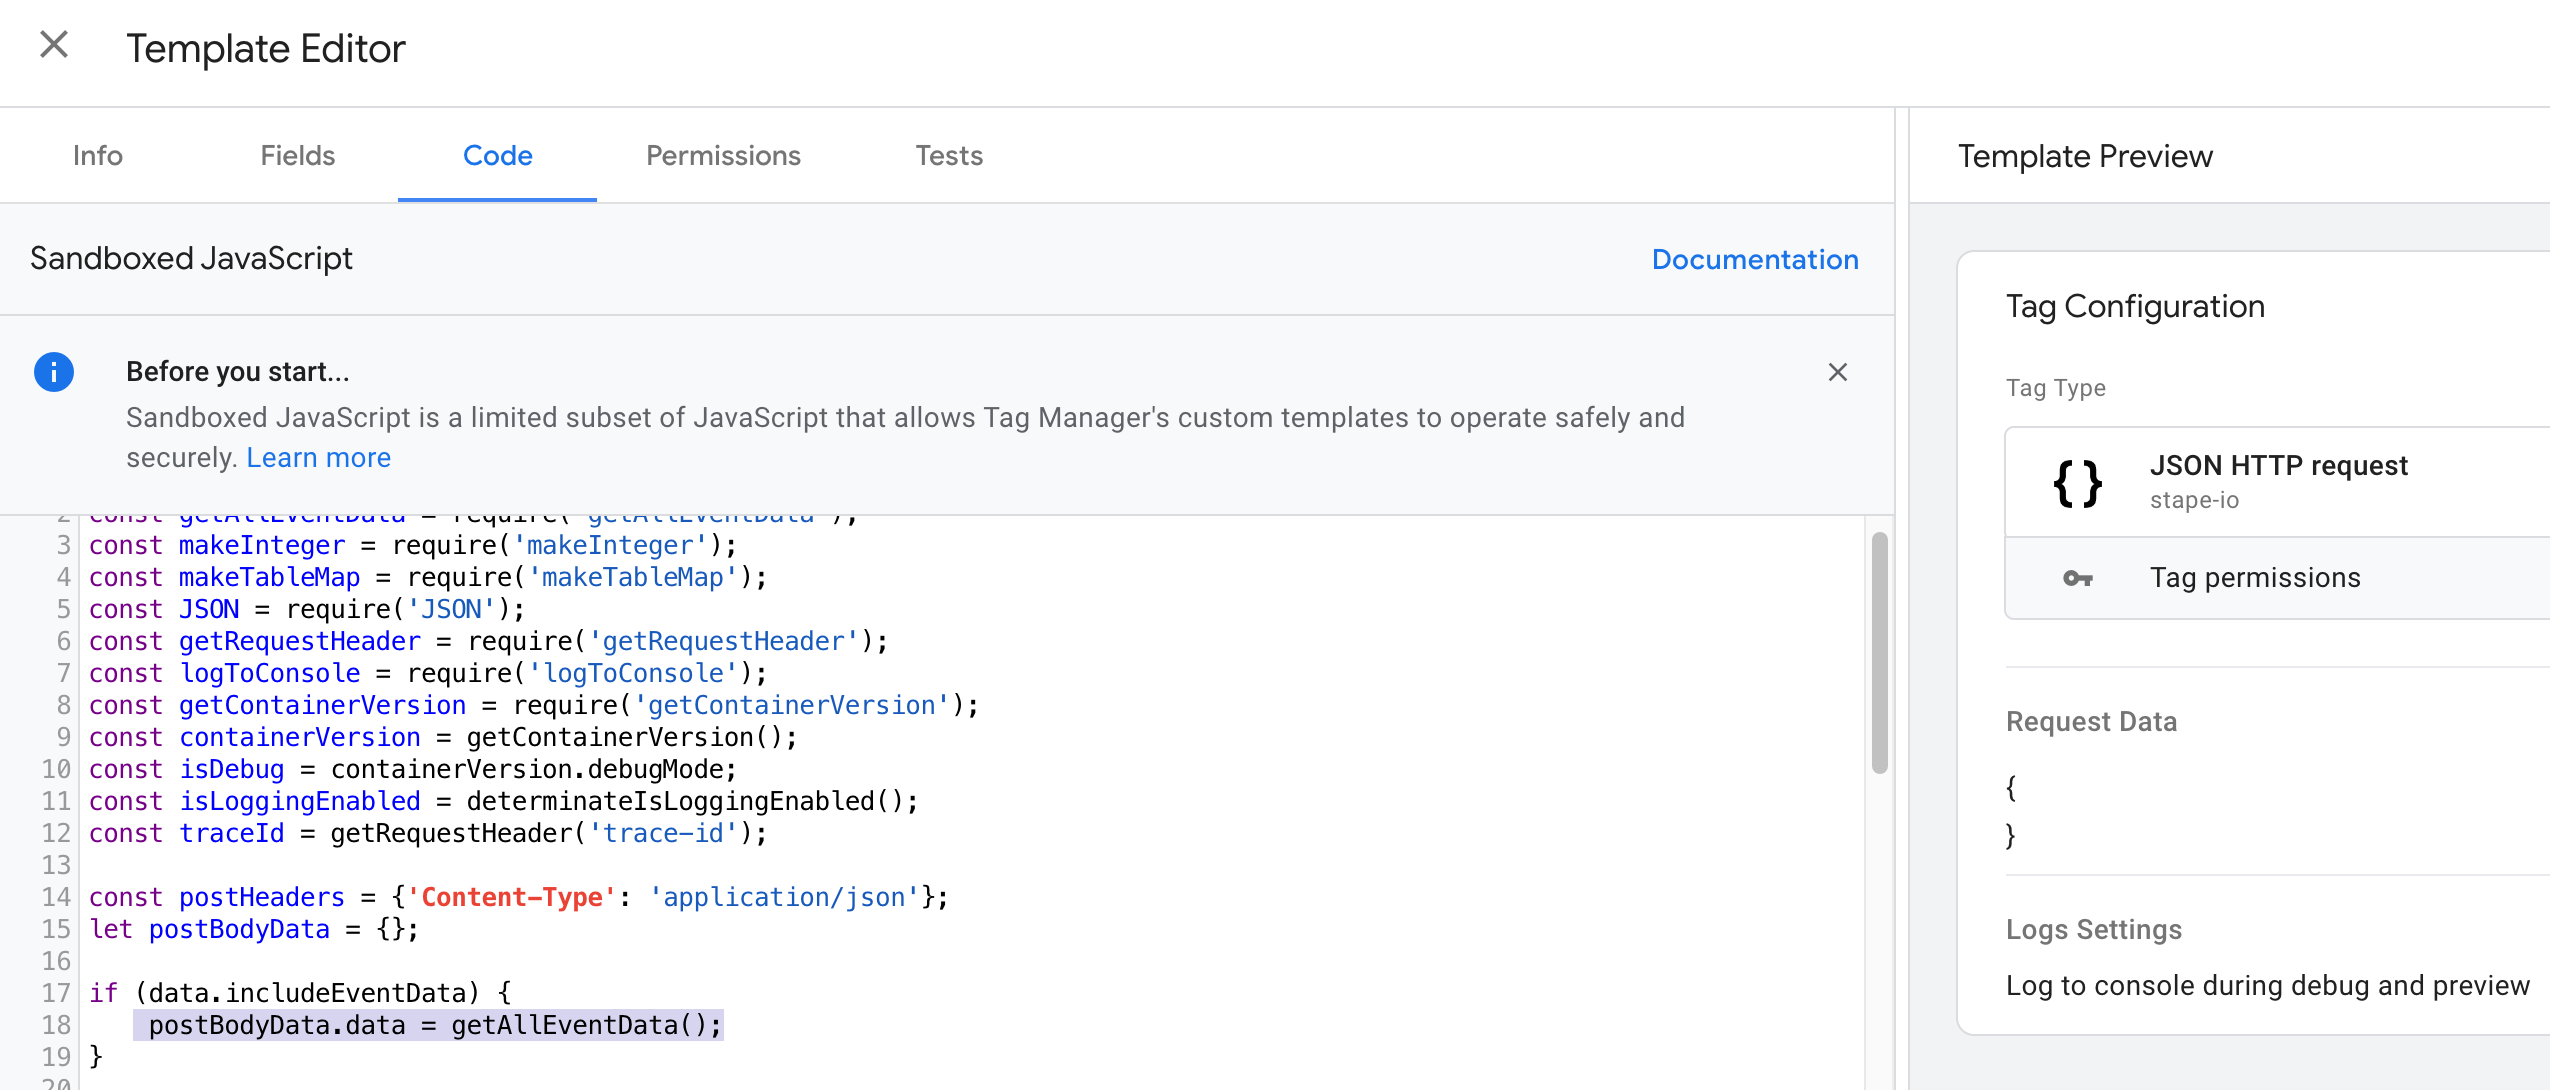 Template Editor
Info Fields Code Permissions Tests
Sandboxed JavaScript
Documentation
Before you start...
Sandboxed JavaScript is a limited subset of JavaScript that allows Tag Manager's custom templates to operate safely and
securely. Learn more
2 const getAllEventData = require('getAllEventData');
3 const makeInteger = require('makeInteger');
4 const makeTableMap = require('makeTableMap');
5 const JSON = require('JSON');
6 const getRequestHeader = require('getRequestHeader');
7 const logToConsole = require('logToConsole');
8 const getContainerVersion = require('getContainerVersion');
9 const containerVersion = getContainerVersion();
10 const isDebug = containerVersion.debugMode;
11 const isLoggingEnabled = determinateIsLoggingEnabled();
12 const traceId = getRequestHeader('trace-id');
13
14 const postHeaders = {'Content-Type': 'application/json'};
15 let postBodyData = {};
16
17 if (data.includeEventData) {
18     postBodyData.data = getAllEventData();
19 }
20
Template Preview
Tag Configuration
Tag Type
{} JSON HTTP request
stape-io
Tag permissions
Request Data
{
}
Logs Settings
Log to console during debug and preview